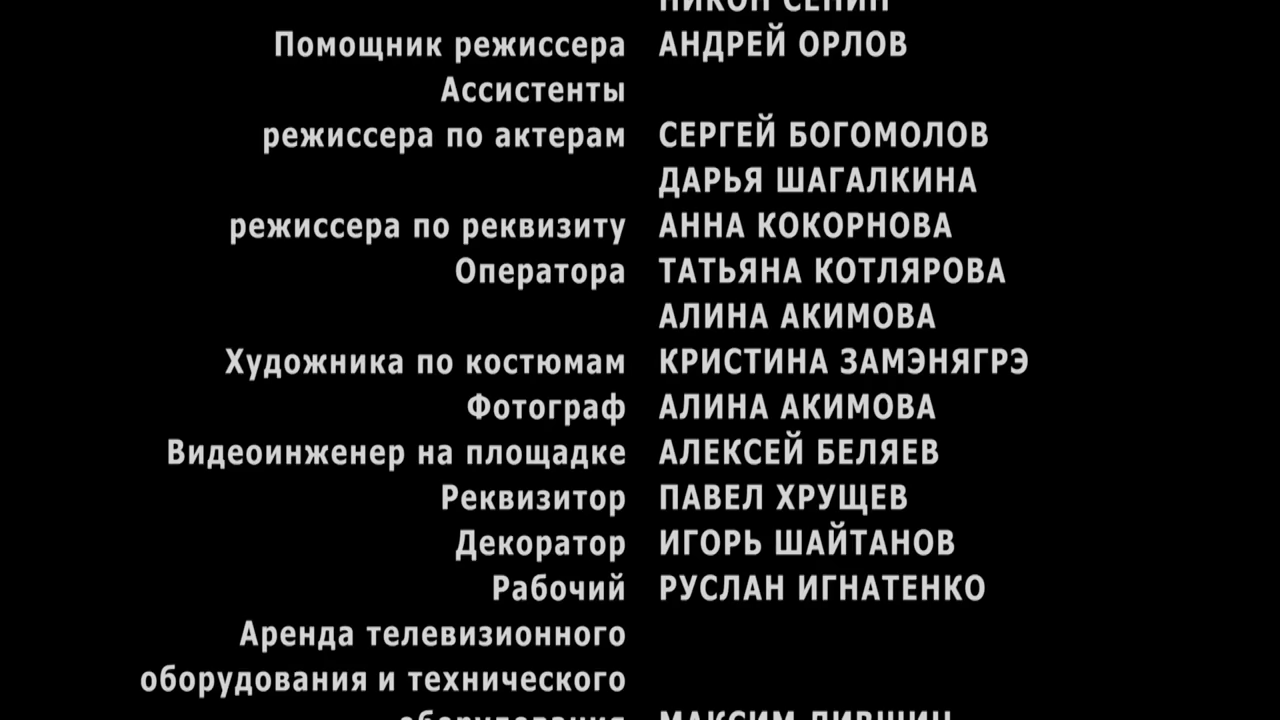 Помощник режиссера АНДРЕЙ ОРЛОВ
Ассистенты
режиссера по актерам СЕРГЕЙ БОГОМОЛОВ
ДАРЬЯ ШАГАЛКИНА
режиссера по реквизиту АННА КОКОРНОВА
Оператора ТАТЬЯНА КОТЛЯРОВА
АЛИНА АКИМОВА
Художника по костюмам КРИСТИНА ЗАМЭНЯГРЭ
Фотограф АЛИНА АКИМОВА
Видеоинженер на площадке АЛЕКСЕЙ БЕЛЯЕВ
Реквизитор ПАВЕЛ ХРУЩЕВ
Декоратор ИГОРЬ ШАЙТАНОВ
Рабочий РУСЛАН ИГНАТЕНКО
Аренда телевизионного
оборудования и технического
оборудования МАКСИМ